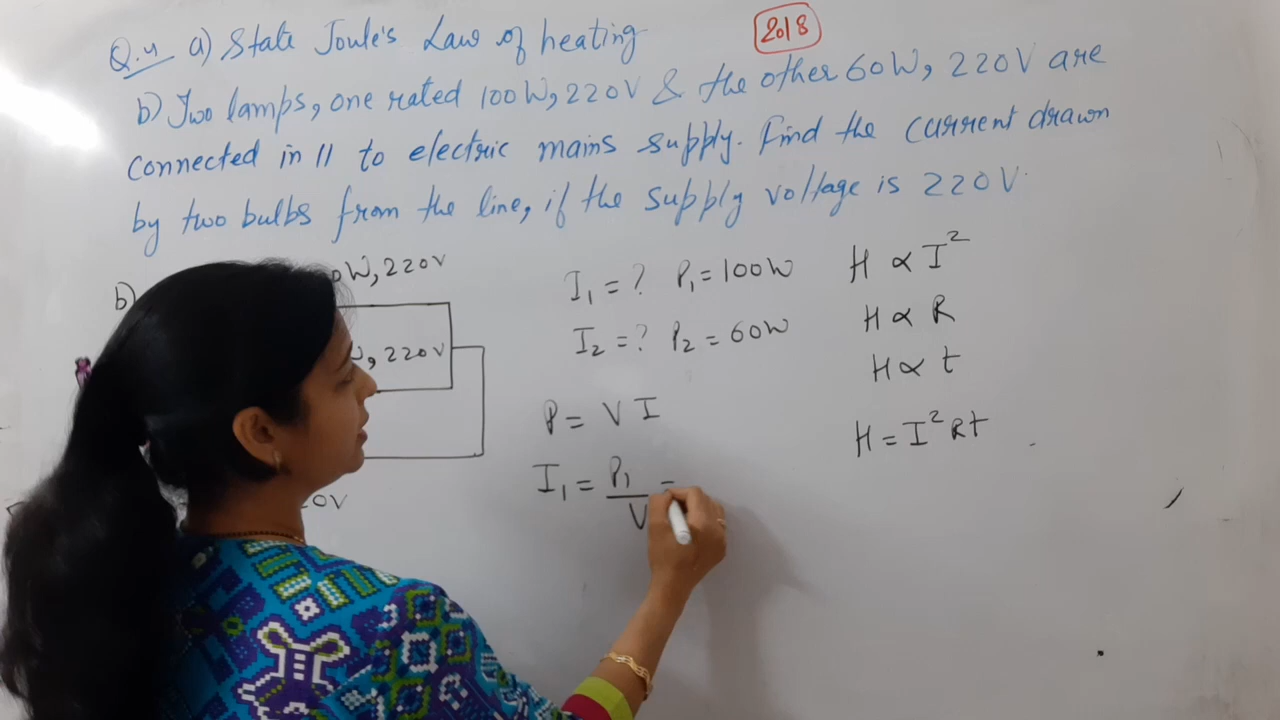 Q.4 a) State Joule's Law of heating 2018
b) Two lamps, one rated 100W, 220V & the other 60W, 220V are
connected in || to electric mains supply. Find the current drawn
by two bulbs from the line, if the supply voltage is 220V.
b) W, 220V
, 220V
I₁ = ? P₁ = 100W
I₂ = ? P₂ = 60W
P = V I
I₁ = P₁/V =
H ∝ I²
H ∝ R
H ∝ t
H = I²Rt